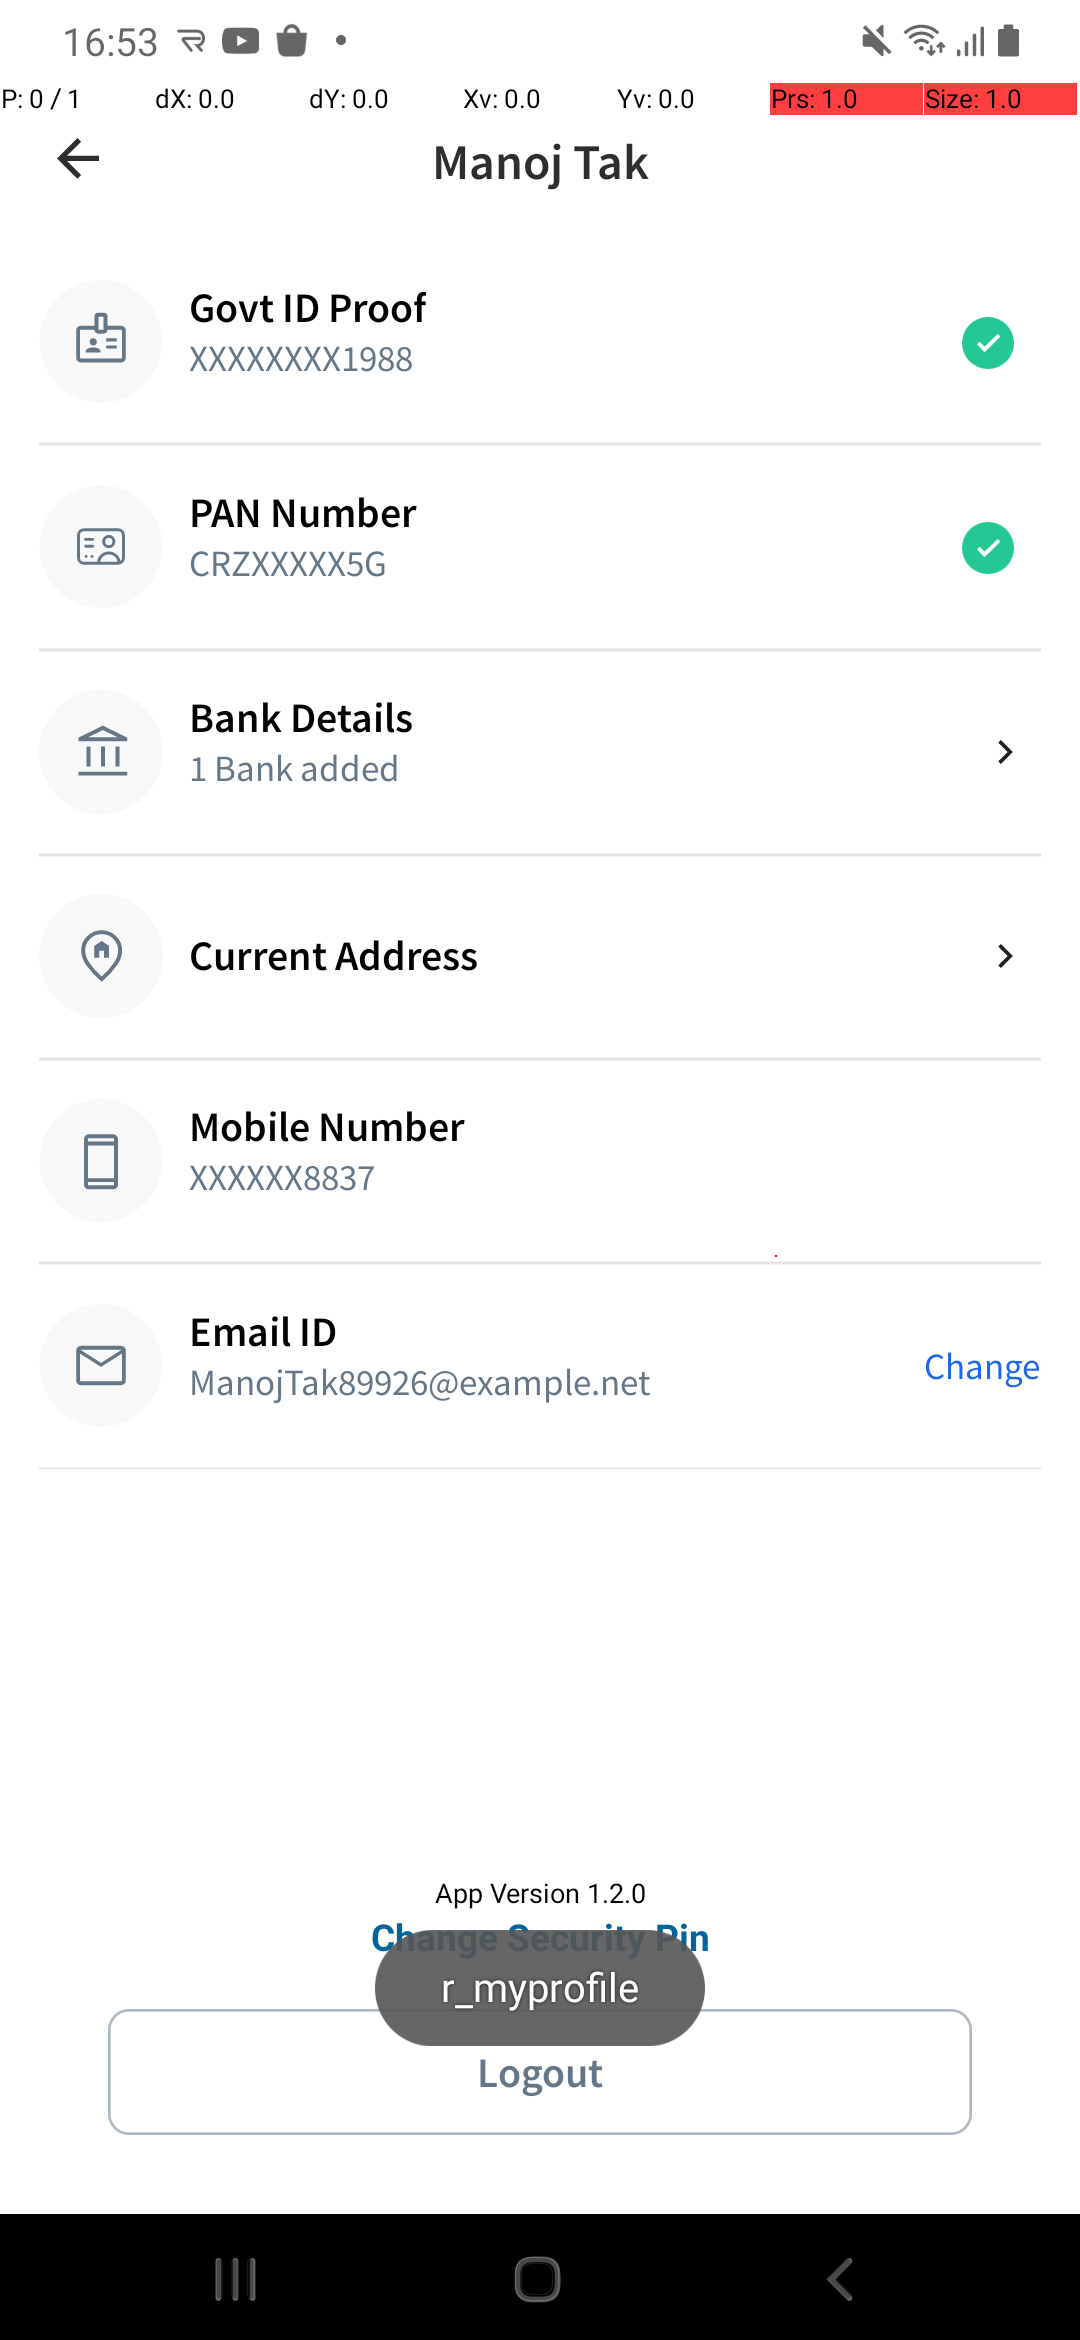 16:53
P: 0 / 1 dX: 0.0 dY: 0.0 Xv: 0.0 Yv: 0.0 Prs: 1.0 Size: 1.0
Manoj Tak
Govt ID Proof
XXXXXXXX1988
PAN Number
CRZXXXXX5G
Bank Details
1 Bank added
Current Address
Mobile Number
XXXXXX8837
Email ID
ManojTak89926@example.net
Change
App Version 1.2.0
Change Security Pin
r_myprofile
Logout